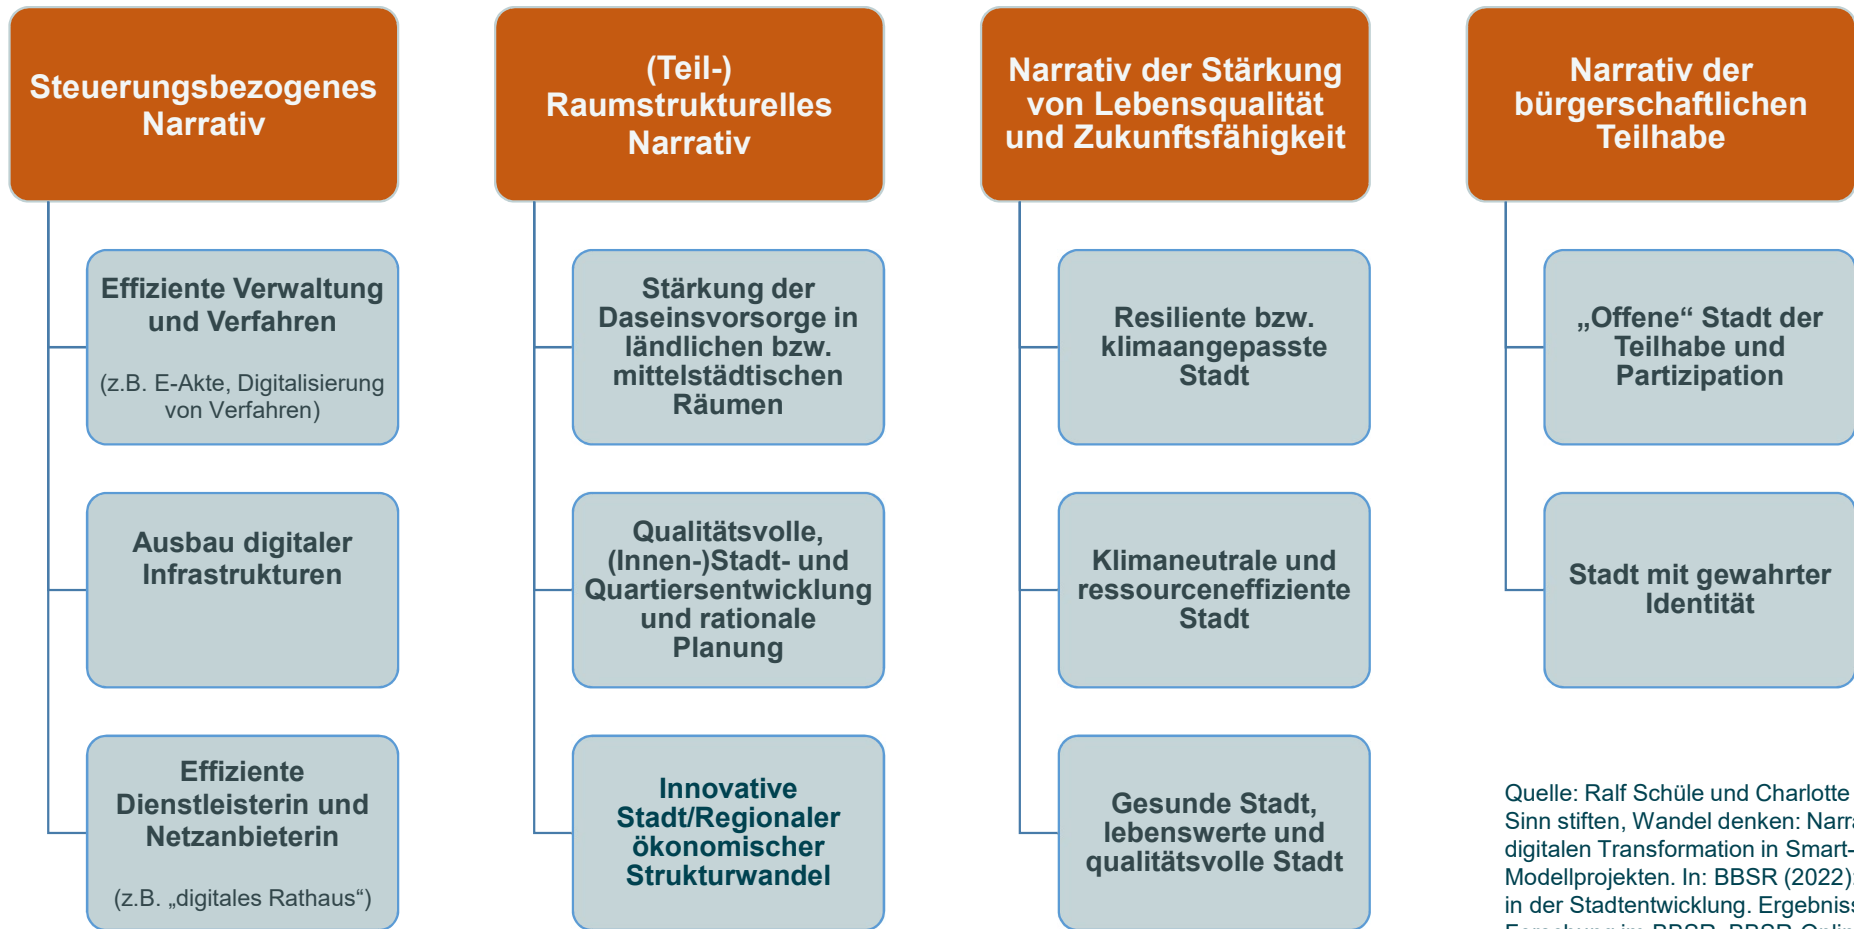 Steuerungsbezogenes
Narrativ
Effiziente Verwaltung
und Verfahren
(z.B. E-Akte, Digitalisierung
von Verfahren)
Ausbau digitaler
Infrastrukturen
Effiziente
Dienstleisterin und
Netzanbieterin
(z.B. „digitales Rathaus“)
(Teil-)
Raumstrukturelles
Narrativ
Stärkung der
Daseinsvorsorge in
ländlichen bzw.
mittelstädtischen
Räumen
Qualitätsvolle,
(Innen-)Stadt- und
Quartiersentwicklung
und rationale
Planung
Innovative
Stadt/Regionaler
ökonomischer
Strukturwandel
Narrativ der Stärkung
von Lebensqualität
und Zukunftsfähigkeit
Resiliente bzw.
klimaangepasste
Stadt
Klimaneutrale und
ressourceneffiziente
Stadt
Gesunde Stadt,
lebenswerte und
qualitätsvolle Stadt
Narrativ der
bürgerschaftlichen
Teilhabe
„Offene“ Stadt der
Teilhabe und
Partizipation
Stadt mit gewahrter
Identität
Quelle: Ralf Schüle und Charlotte
Sinn stiften, Wandel denken:
digitalen Transformation in Smart-
Modellprojekten. In: BBSR (2022):
in der Stadtentwicklung.
Forschung im BBSR.